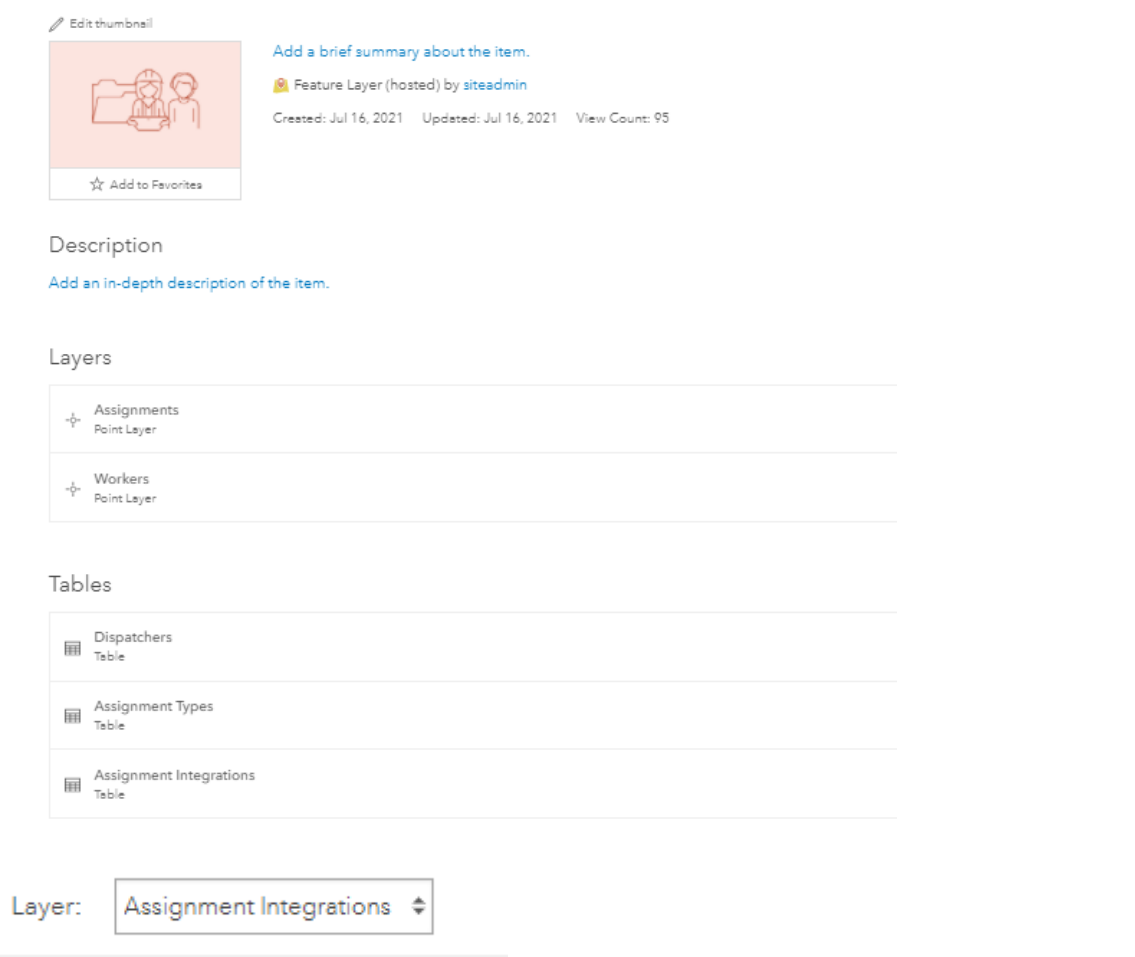 Edit thumbnail
Add a brief summary about the item.
Feature Layer (hosted) by siteadmin
Created: Jul 16, 2021 Updated: Jul 16, 2021 View Count: 95
Add to Favorites
Description
Add an in-depth description of the item.
Layers
Assignments
Point Layer
Workers
Point Layer
Tables
Dispatchers
Table
Assignment Types
Table
Assignment Integrations
Table
Layer: Assignment Integrations